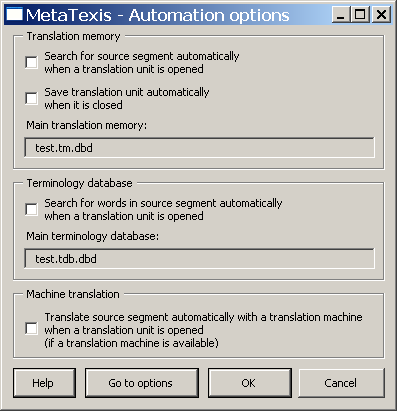 MetaTexis - Automation options
Translation memory
Search for source segment automatically
when a translation unit is opened
Save translation unit automatically
when it is closed
Main translation memory:
test.tm.dbd
Terminology database
Search for words in source segment automatically
when a translation unit is opened
Main terminology database:
test.tdb.dbd
Machine translation
Translate source segment automatically with a translation machine
when a translation unit is opened
(if a translation machine is available)
Help Go to options OK Cancel